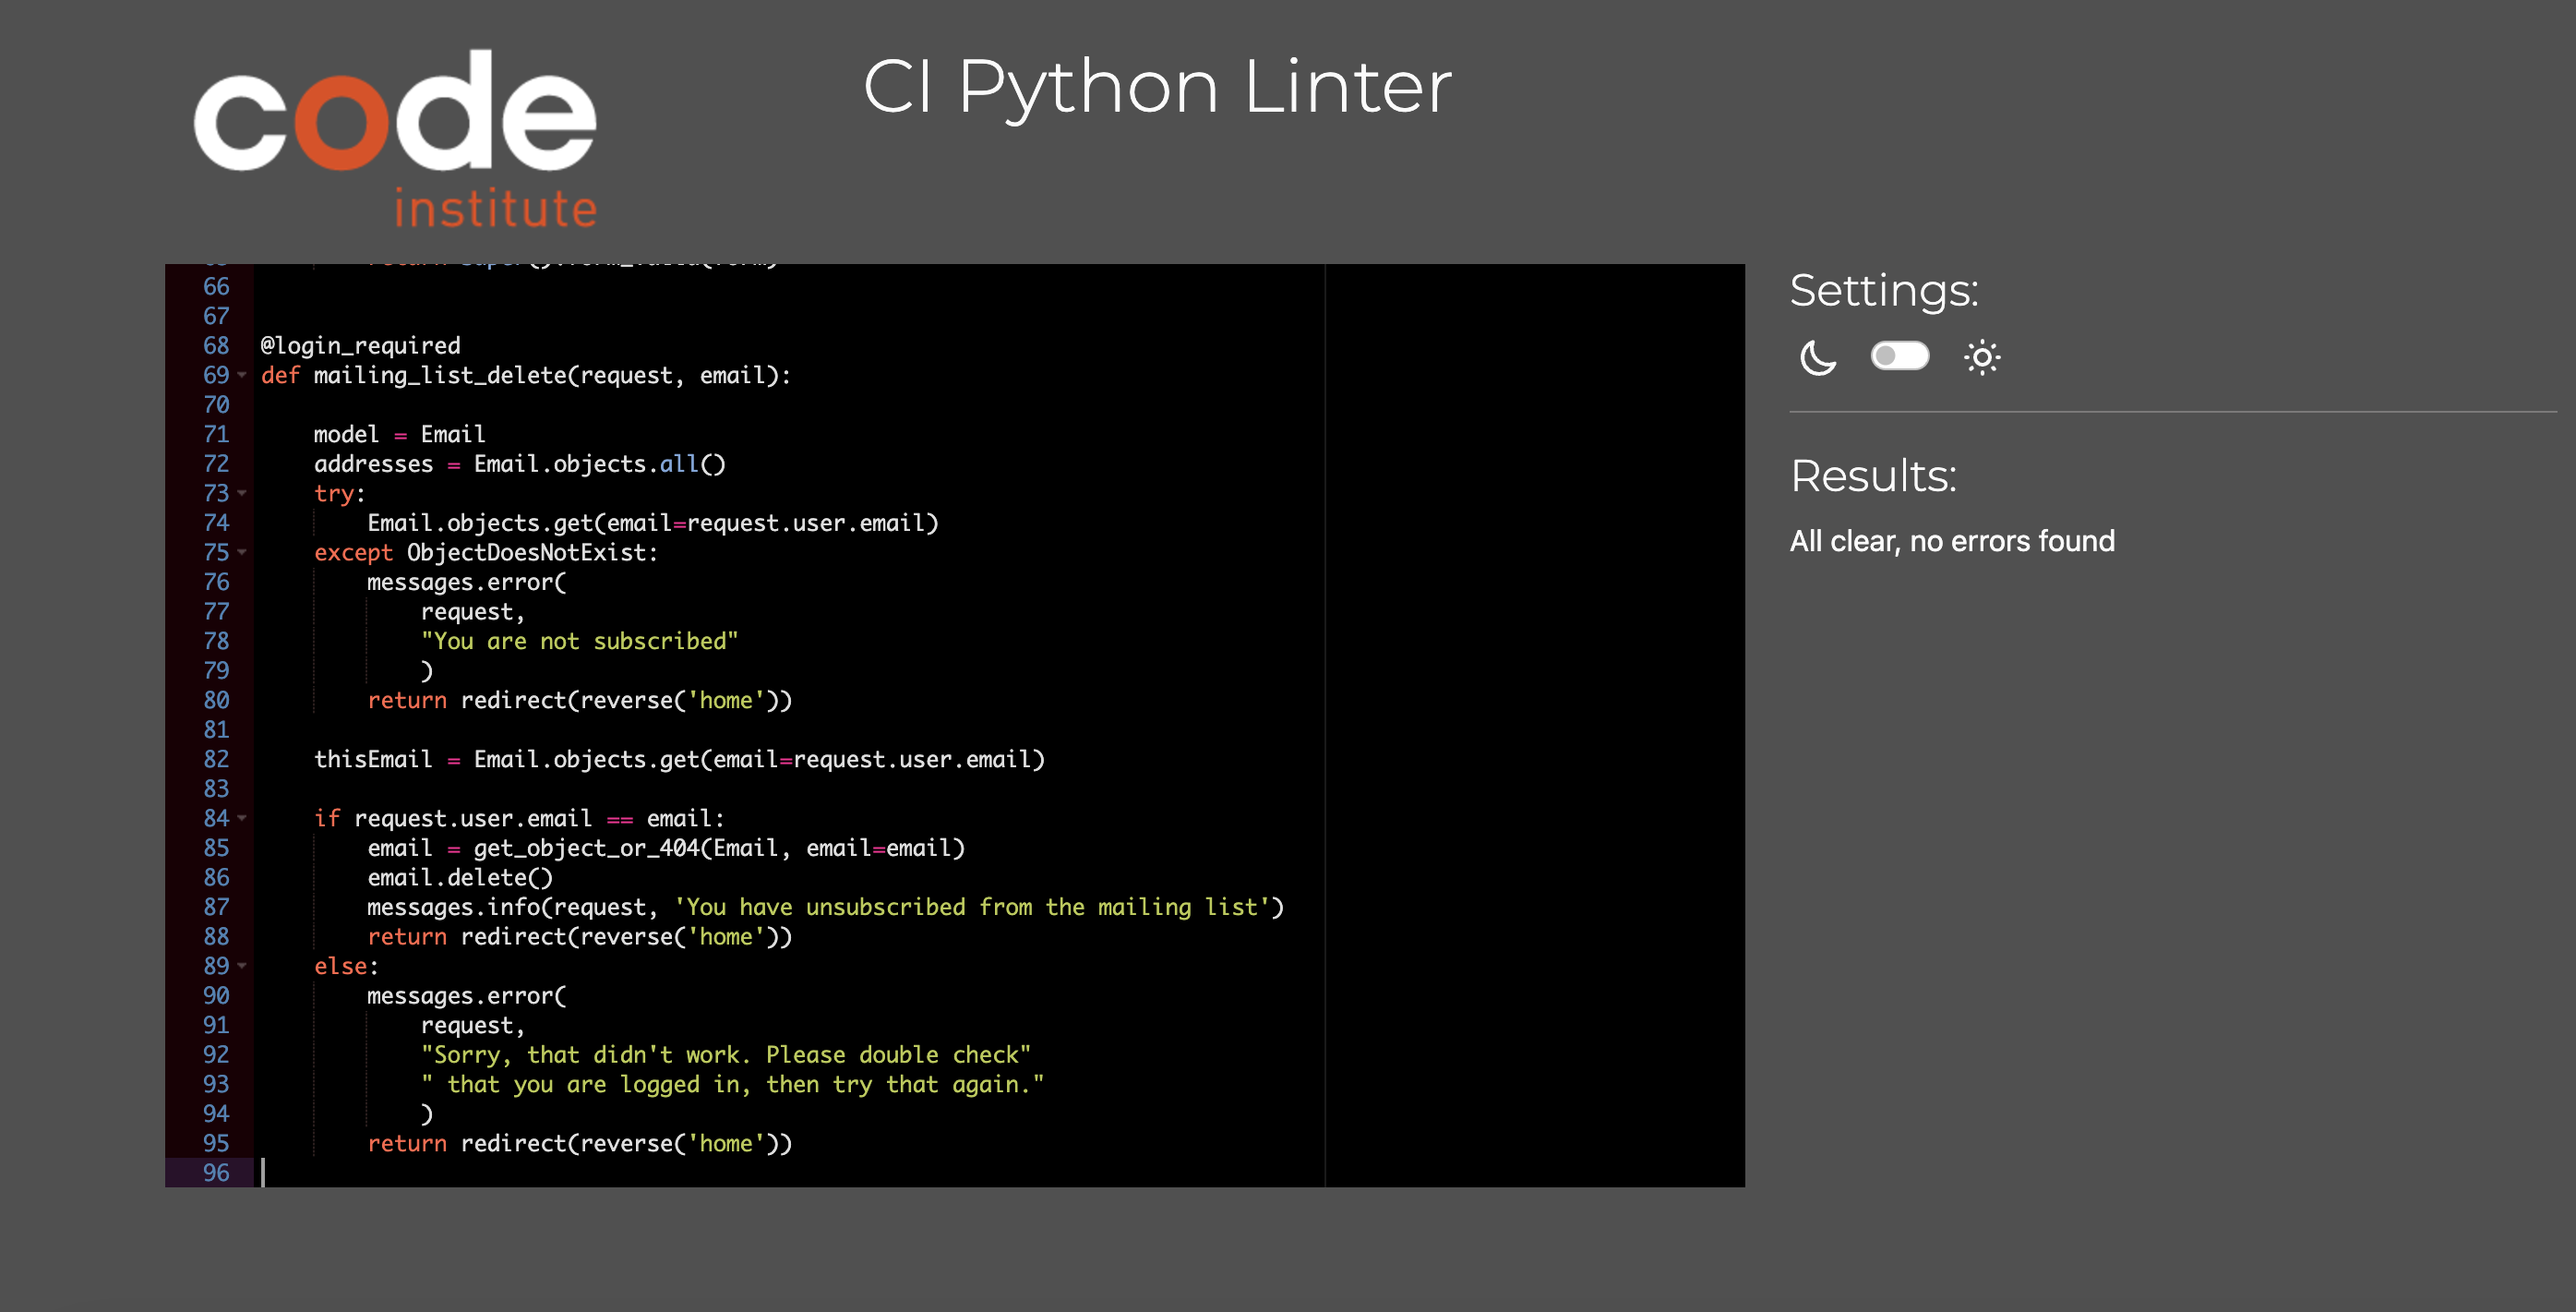 code
institute
CI Python Linter
66
67
68 @login_required
69 def mailing_list_delete(request, email):
70
71     model = Email
72     addresses = Email.objects.all()
73     try:
74         Email.objects.get(email=request.user.email)
75     except ObjectDoesNotExist:
76         messages.error(
77             request,
78             "You are not subscribed"
79             )
80         return redirect(reverse('home'))
81
82     thisEmail = Email.objects.get(email=request.user.email)
83
84     if request.user.email == email:
85         email = get_object_or_404(Email, email=email)
86         email.delete()
87         messages.info(request, 'You have unsubscribed from the mailing list')
88         return redirect(reverse('home'))
89     else:
90         messages.error(
91             request,
92             "Sorry, that didn't work. Please double check"
93             " that you are logged in, then try that again."
94             )
95         return redirect(reverse('home'))
96
Settings:
Results:
All clear, no errors found